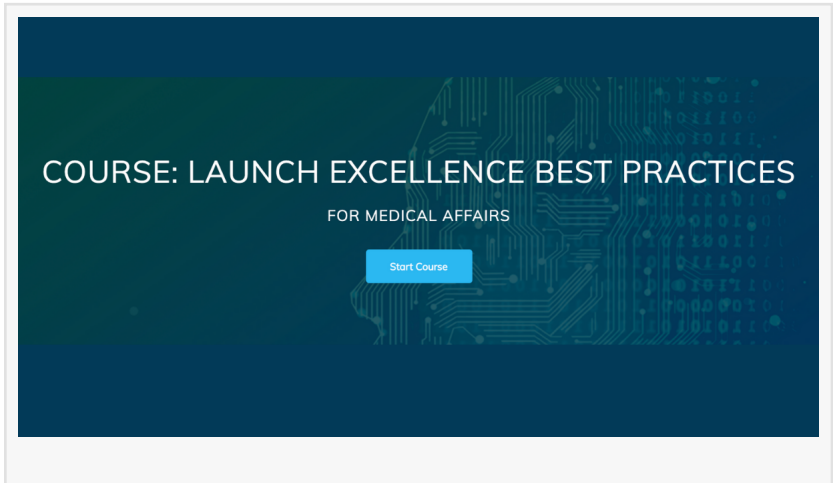 COURSE: LAUNCH EXCELLENCE BEST PRACTICES
FOR MEDICAL AFFAIRS
Start Course